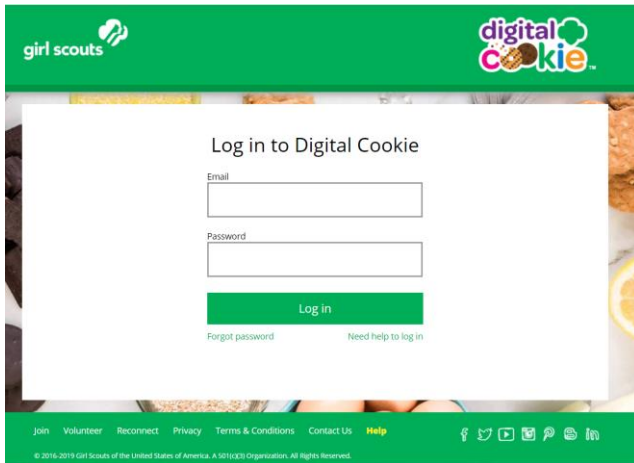 girl scouts
digital
cookie™
Log in to Digital Cookie
Email
Password
Log in
Forgot password Need help to log in
Join Volunteer Reconnect Privacy Terms & Conditions Contact Us Help
© 2016-2019 Girl Scouts of the United States of America. A 501(c)(3) Organization. All Rights Reserved.